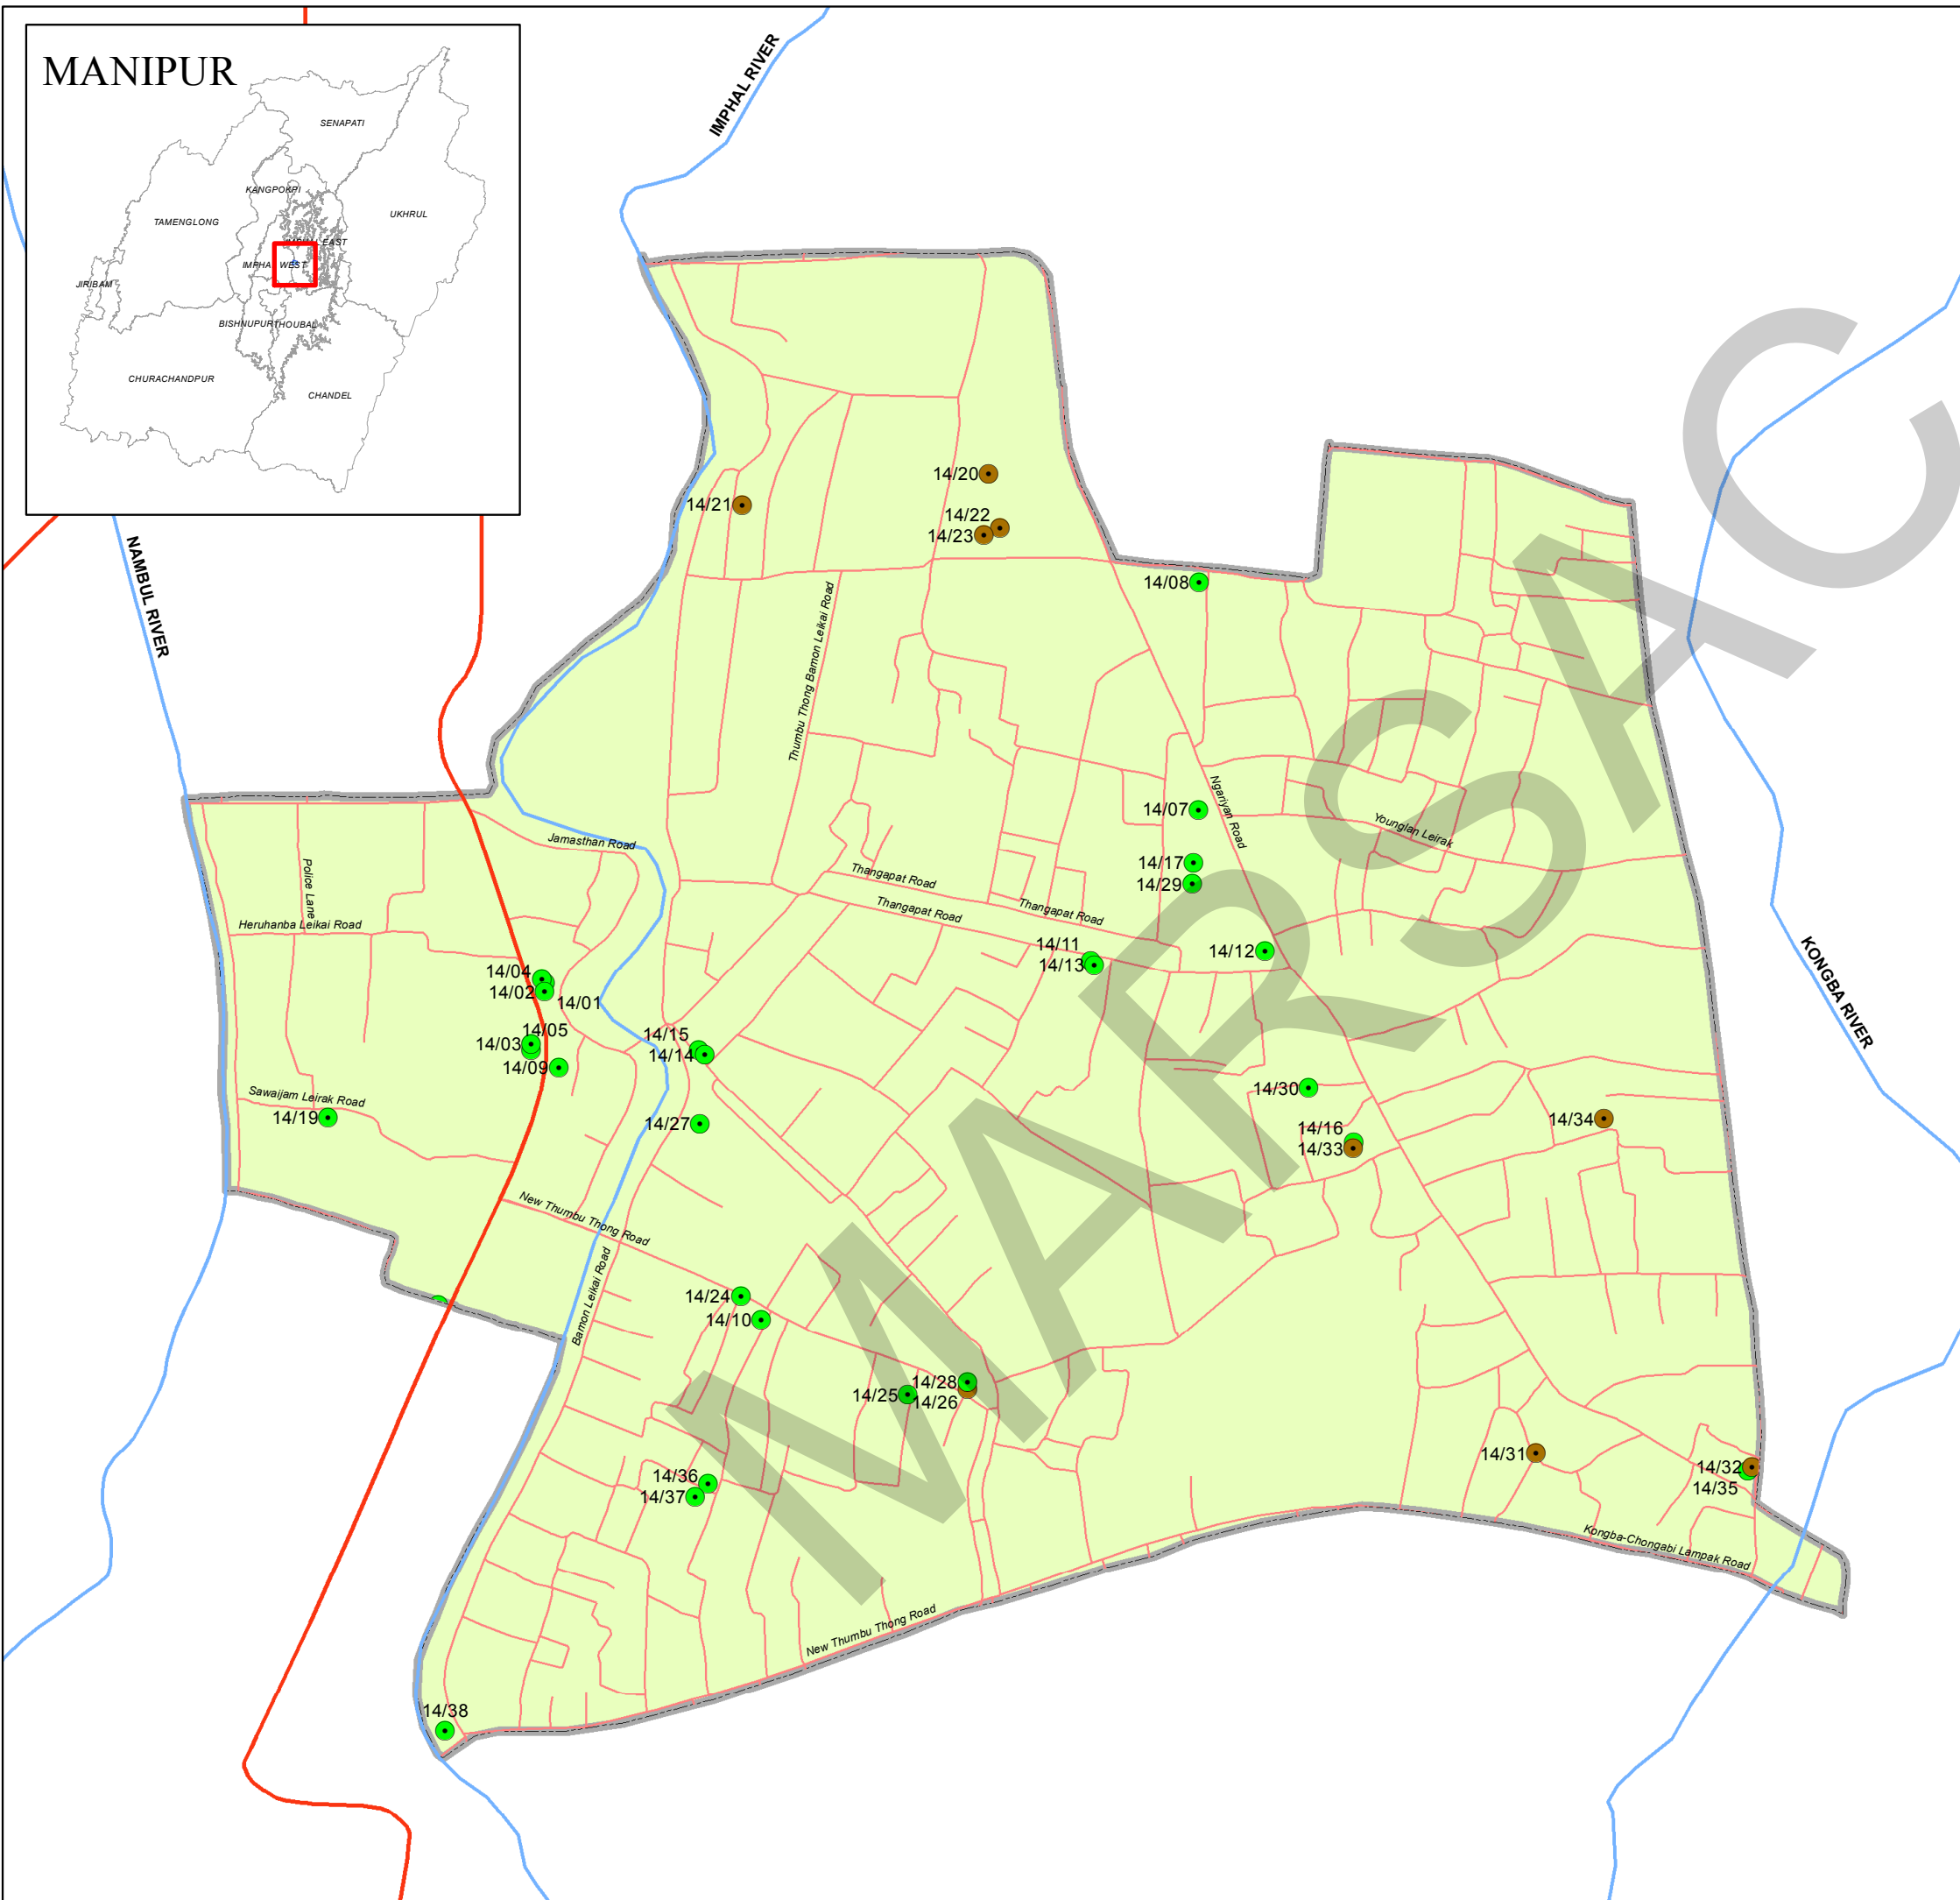 MANIPUR
SENAPATI
KANGPOKPI
TAMENGLONG
UKHRUL
EAST
IMPHA
WEST
JIRIBAM
BISHNUPUR
THOUBAL
CHURACHANDPUR
CHANDEL
IMPHAL RIVER
NAMBUL RIVER
KONGBA RIVER
14/20
14/21
14/22
14/23
14/08
Thumbu Thong Bamon Leikai Road
Ngariyan Road
14/07
Younglan Leirak
Jamasthan Road
Police Lane
14/17
Thangapat Road
14/29
Thangapat Road
Thangapat Road
Heruhanba Leikai Road
14/11
14/12
14/13
14/04
14/02
14/01
14/05
14/03
14/15
14/14
14/09
14/30
Sawaijam Leirak Road
14/19
14/27
14/16
14/33
14/34
New Thumbu Thong Road
Bamon Leikai Road
14/24
14/10
14/28
14/25
14/26
14/31
14/32
14/35
14/36
14/37
Kongba-Chongabi Lampak Road
New Thumbu Thong Road
14/38
MARSAC